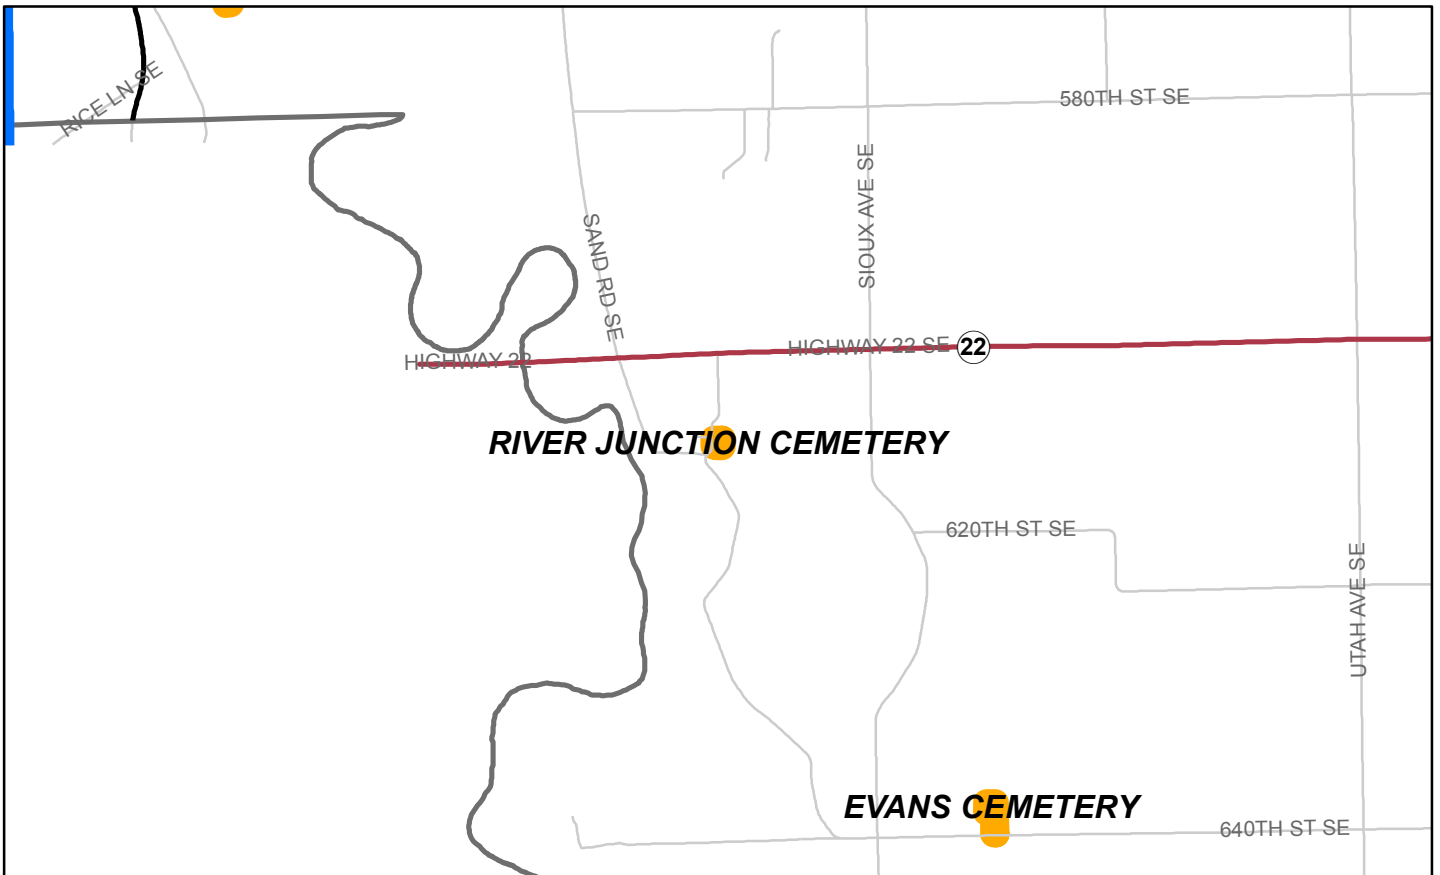 RICE LN SE
580TH ST SE
SIOUX AVE SE
SAND RD SE
HIGHWAY 22
HIGHWAY 22 SE
22
RIVER JUNCTION CEMETERY
620TH ST SE
UTAH AVE SE
EVANS CEMETERY
640TH ST SE